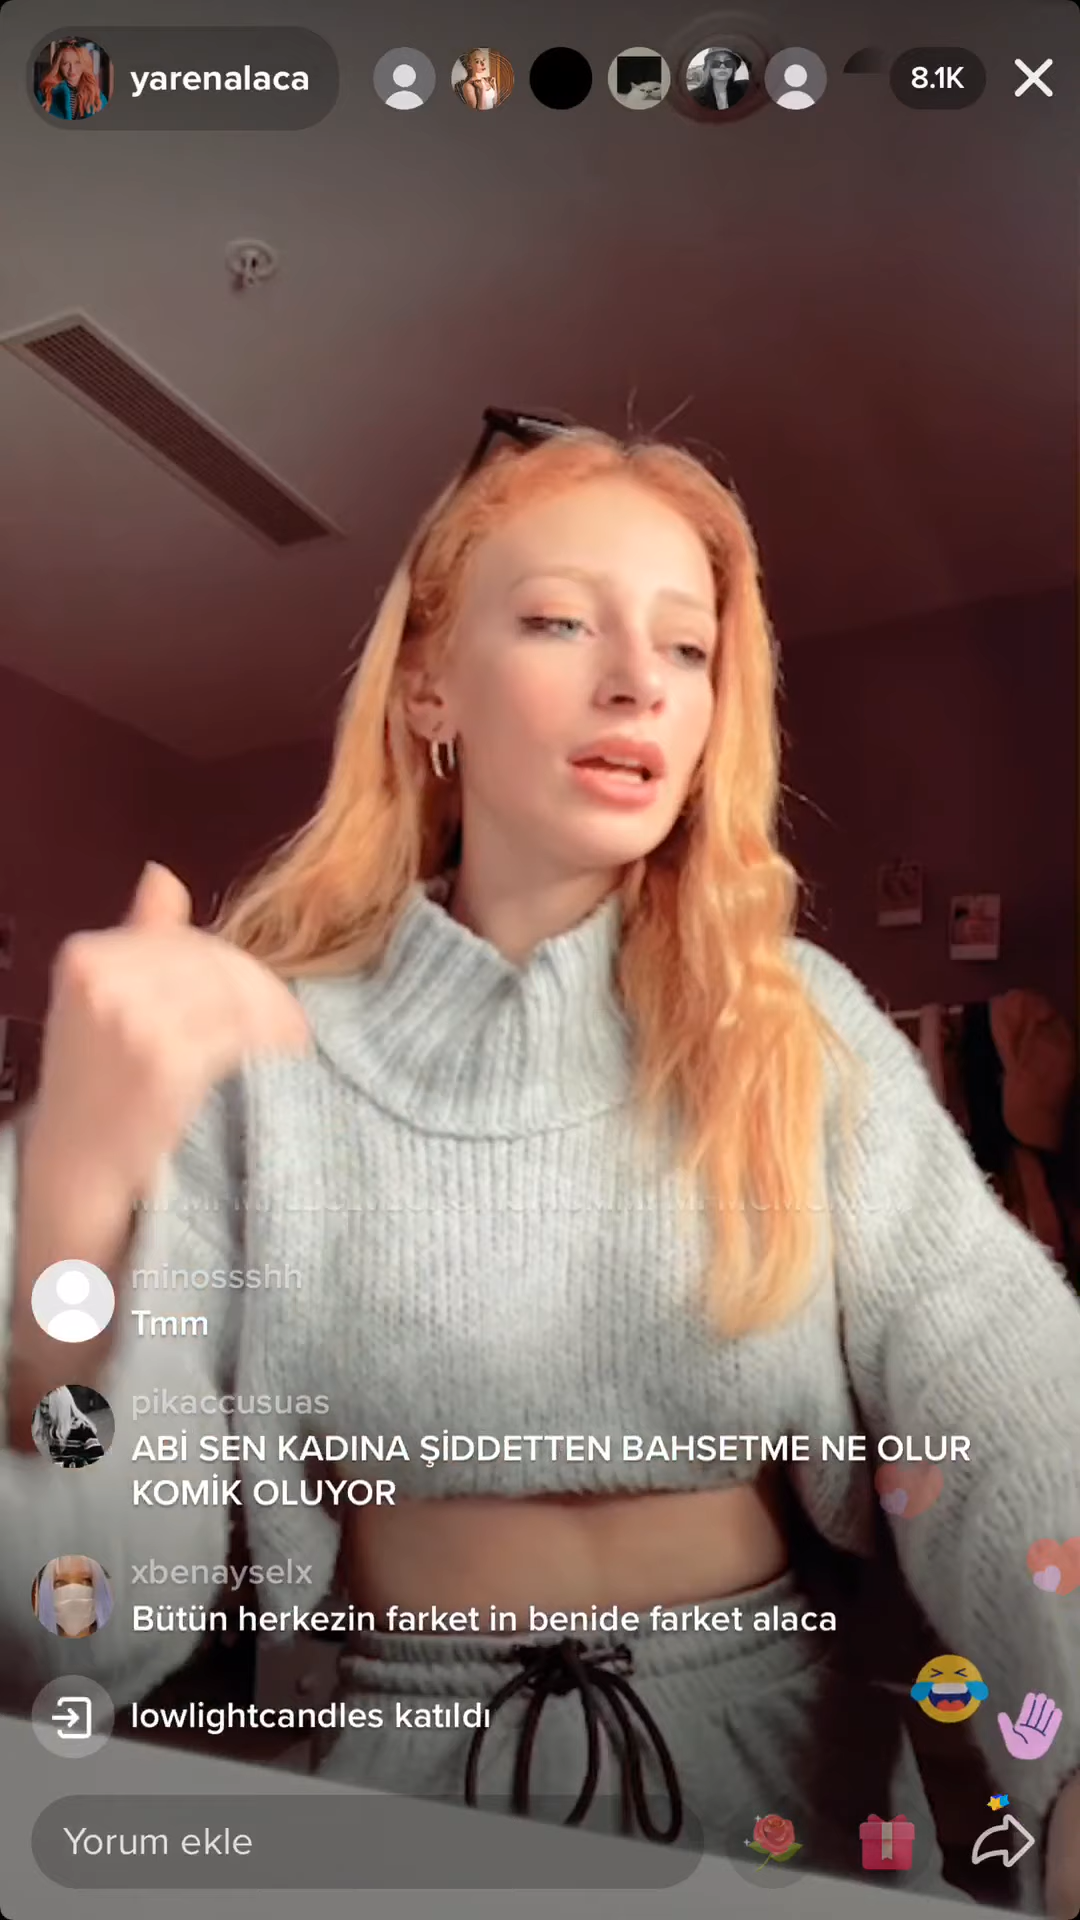 yarenalaca
8.1K
minossshh
Tmm
pikaccusuas
ABİ SEN KADINA ŞİDDETTEN BAHSETME NE OLUR
KOMİK OLUYOR
xbenayselx
Bütün herkezin farket in benide farket alaca
lowlightcandles katıldı
Yorum ekle